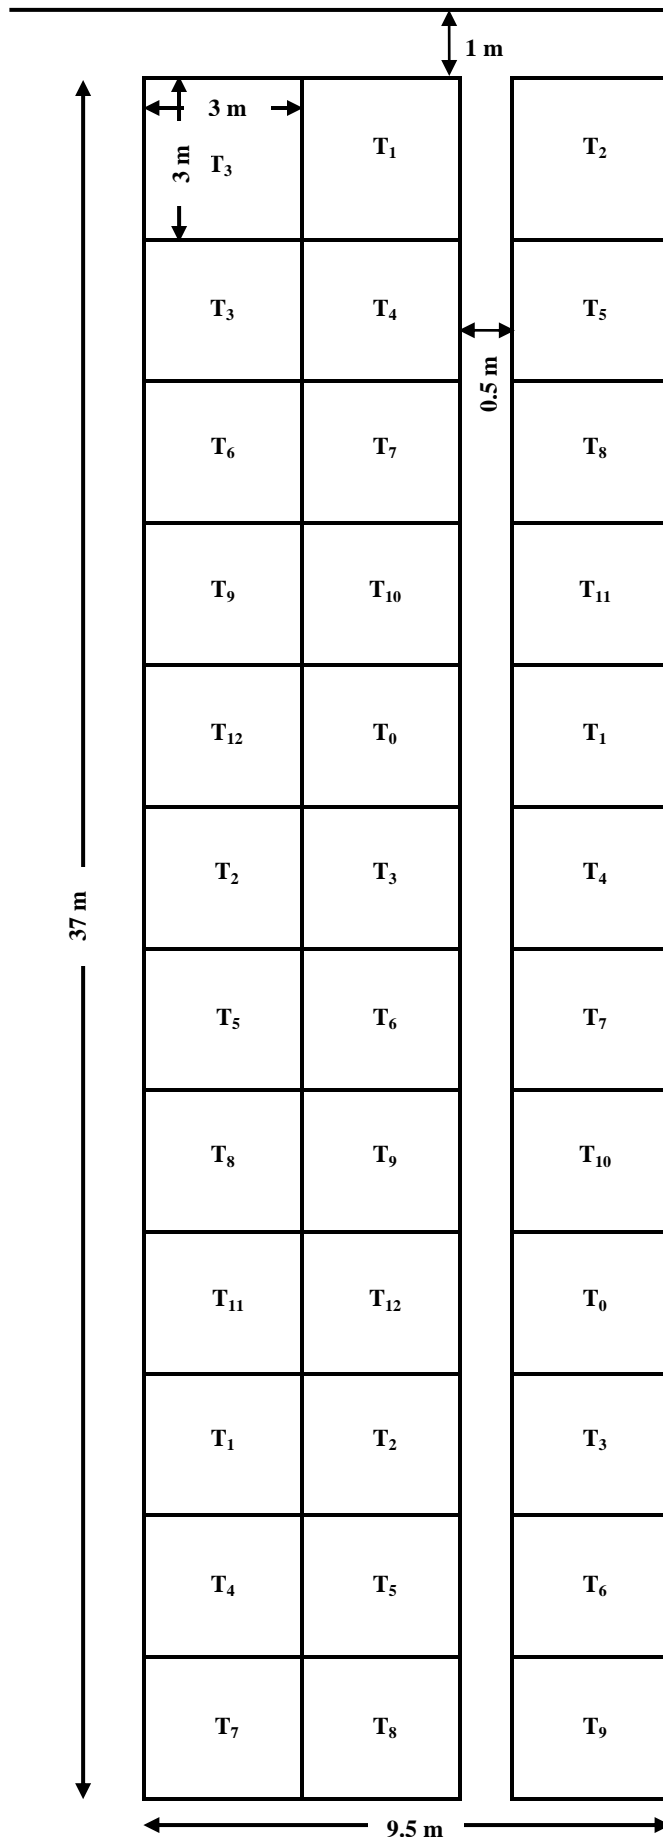 1 m
3 m
3 m
T₃ T₁ T₂
T₃ T₄ T₅
0.5 m
T₆ T₇ T₈
T₉ T₁₀ T₁₁
T₁₂ T₀ T₁
T₂ T₃ T₄
37 m
T₅ T₆ T₇
T₈ T₉ T₁₀
T₁₁ T₁₂ T₀
T₁ T₂ T₃
T₄ T₅ T₆
T₇ T₈ T₉
9.5 m